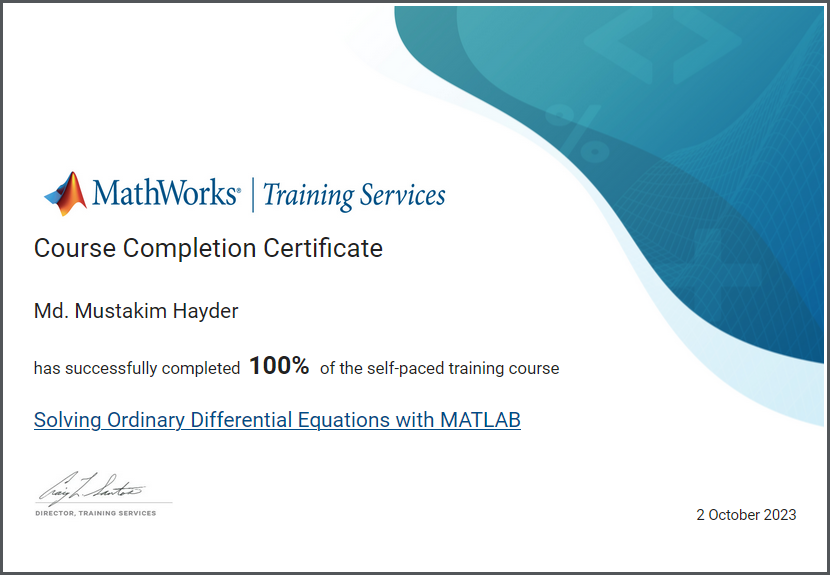 MathWorks® | Training Services
Course Completion Certificate
Md. Mustakim Hayder
has successfully completed 100% of the self-paced training course
Solving Ordinary Differential Equations with MATLAB
DIRECTOR, TRAINING SERVICES
2 October 2023